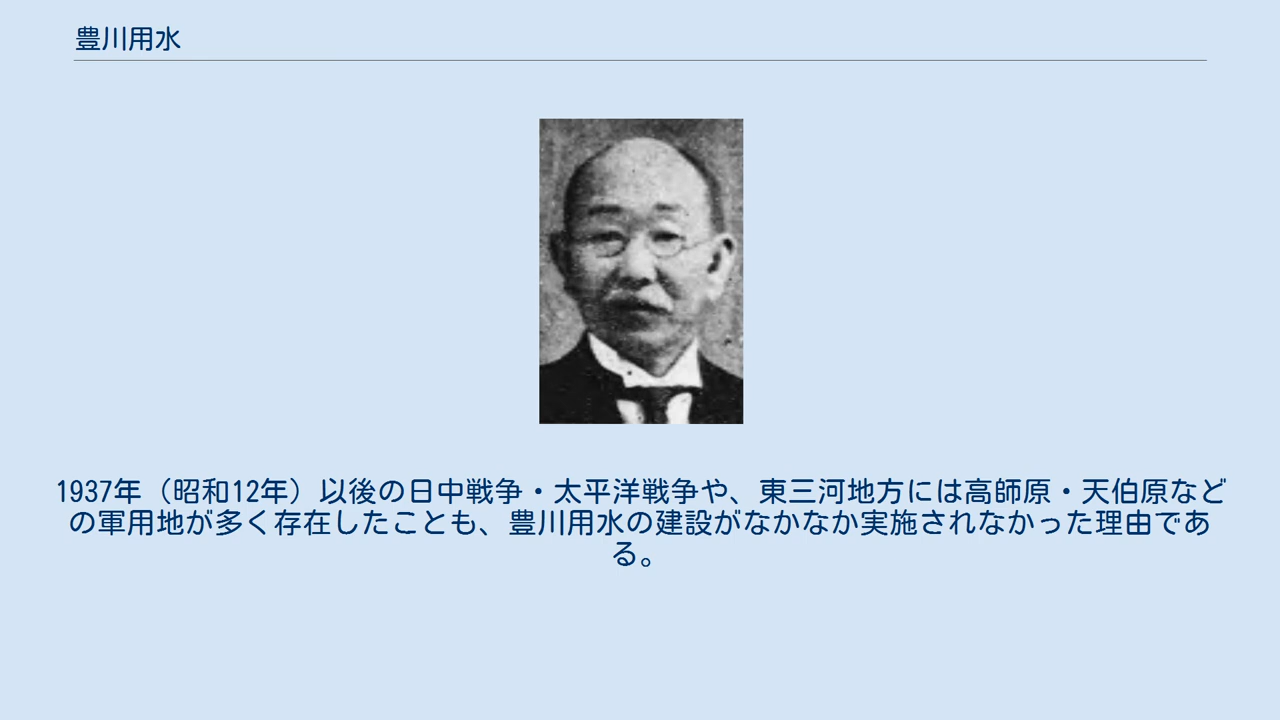 豊川用水
1937年（昭和12年）以後の日中戦争・太平洋戦争や、東三河地方には高師原・天伯原など
の軍用地が多く存在したことも、豊川用水の建設がなかなか実施されなかった理由であ
る。